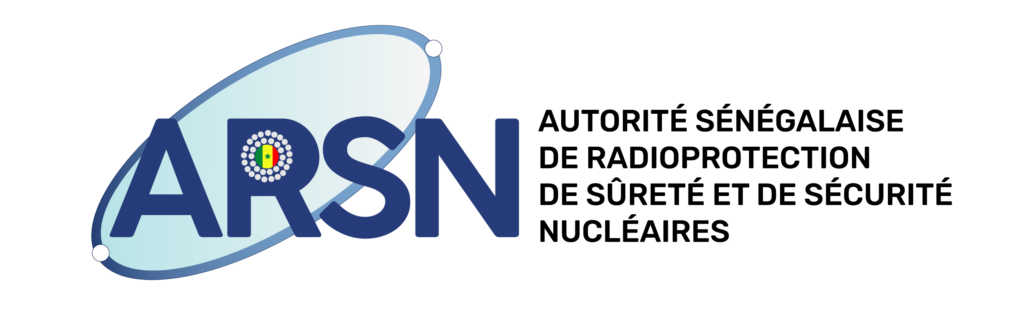 ARSN
AUTORITÉ SÉNÉGALAISE
DE RADIOPROTECTION
DE SÛRETÉ ET DE SÉCURITÉ
NUCLÉAIRES